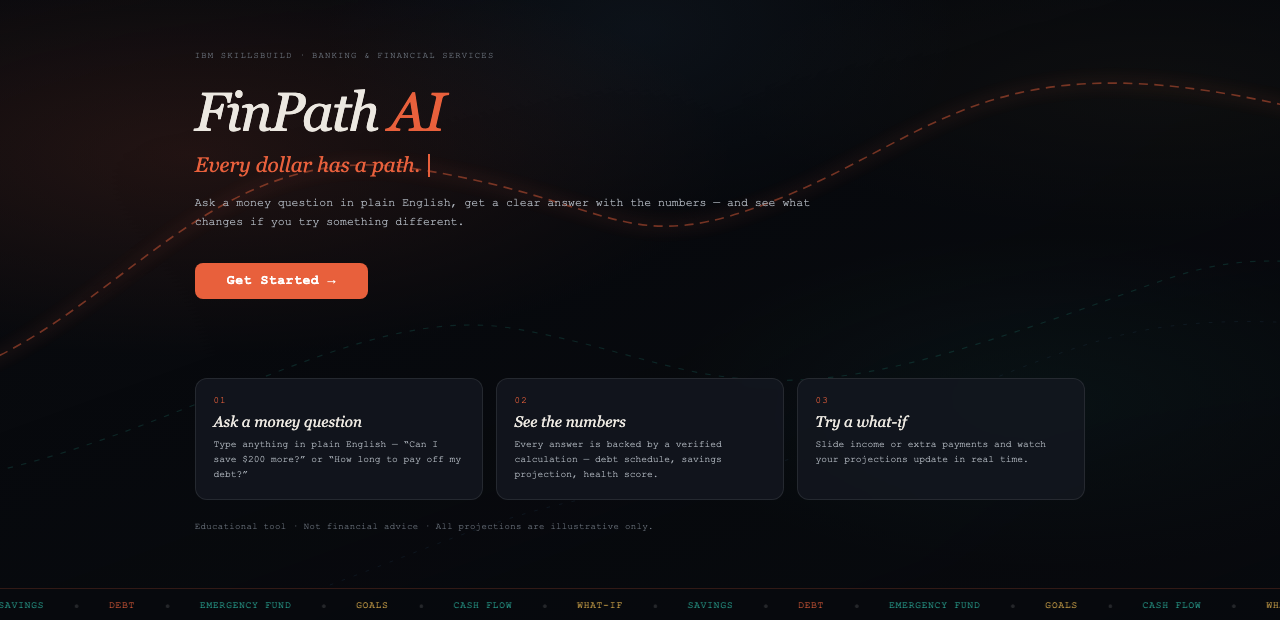 IBM SKILLSBUILD · BANKING & FINANCIAL SERVICES
FinPath AI
Every dollar has a path.
Ask a money question in plain English, get a clear answer with the numbers — and see what
changes if you try something different.
Get Started →
01
Ask a money question
Type anything in plain English — “Can I
save $200 more?” or “How long to pay off my
debt?”
02
See the numbers
Every answer is backed by a verified
calculation — debt schedule, savings
projection, health score.
03
Try a what-if
Slide income or extra payments and watch
your projections update in real time.
Educational tool · Not financial advice · All projections are illustrative only.
SAVINGS • DEBT • EMERGENCY FUND • GOALS • CASH FLOW • WHAT-IF • SAVINGS • DEBT • EMERGENCY FUND • GOALS • CASH FLOW • WH